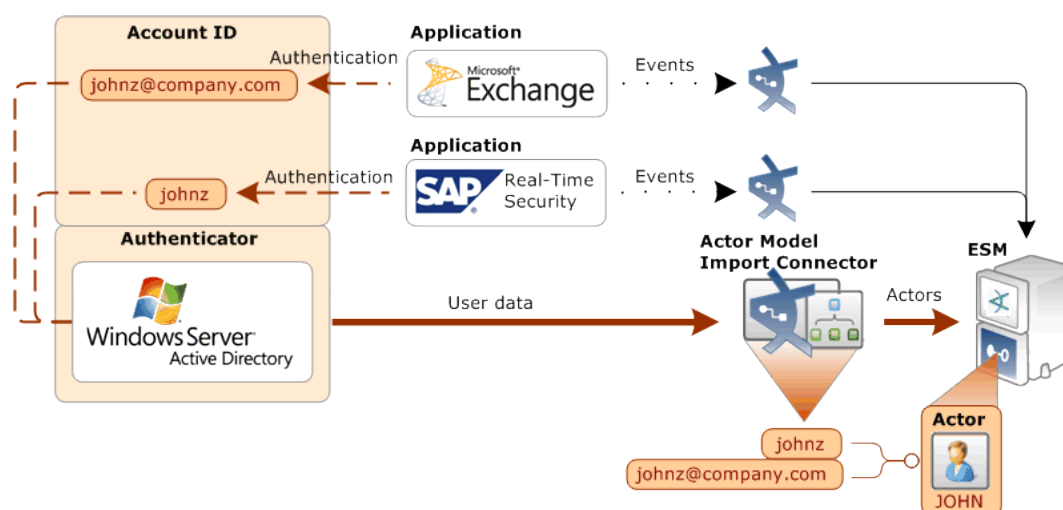 Account ID
johnz@company.com
johnz
Authenticator
Windows Server
Active Directory
Authentication
Authentication
Application
Microsoft®
Exchange
Application
SAP®
Real-Time
Security
Events
Events
User data
Actor Model
Import Connector
Actors
ESM
johnz
johnz@company.com
Actor
JOHN